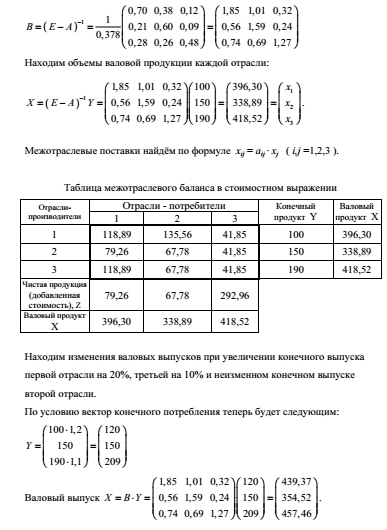 B = (E − A)⁻¹ = 1/0,378 (0,70 0,38 0,12; 0,21 0,60 0,09; 0,28 0,26 0,48) = (1,85 1,01 0,32; 0,56 1,59 0,24; 0,74 0,69 1,27)
Находим объемы валовой продукции каждой отрасли:
X = (E − A)⁻¹ Y = (1,85 1,01 0,32; 0,56 1,59 0,24; 0,74 0,69 1,27)(100; 150; 190) = (396,30; 338,89; 418,52) = (x₁; x₂; x₃).
Межотраслевые поставки найдём по формуле xᵢⱼ = aᵢⱼ · xⱼ ( i,j =1,2,3 ).
Таблица межотраслевого баланса в стоимостном выражении
Отрасли-производители Отрасли - потребители Конечный продукт Y Валовый продукт X
1 2 3
1 118,89 135,56 41,85 100 396,30
2 79,26 67,78 41,85 150 338,89
3 118,89 67,78 41,85 190 418,52
Чистая продукция (добавленная стоимость), Z 79,26 67,78 292,96
Валовый продукт X 396,30 338,89 418,52
Находим изменения валовых выпусков при увеличении конечного выпуска
первой отрасли на 20%, третьей на 10% и неизменном конечном выпуске
второй отрасли.
По условию вектор конечного потребления теперь будет следующим:
Y = (100·1,2; 150; 190·1,1) = (120; 150; 209)
Валовый выпуск X = B · Y = (1,85 1,01 0,32; 0,56 1,59 0,24; 0,74 0,69 1,27)(120; 150; 209) = (439,37; 354,52; 457,46).